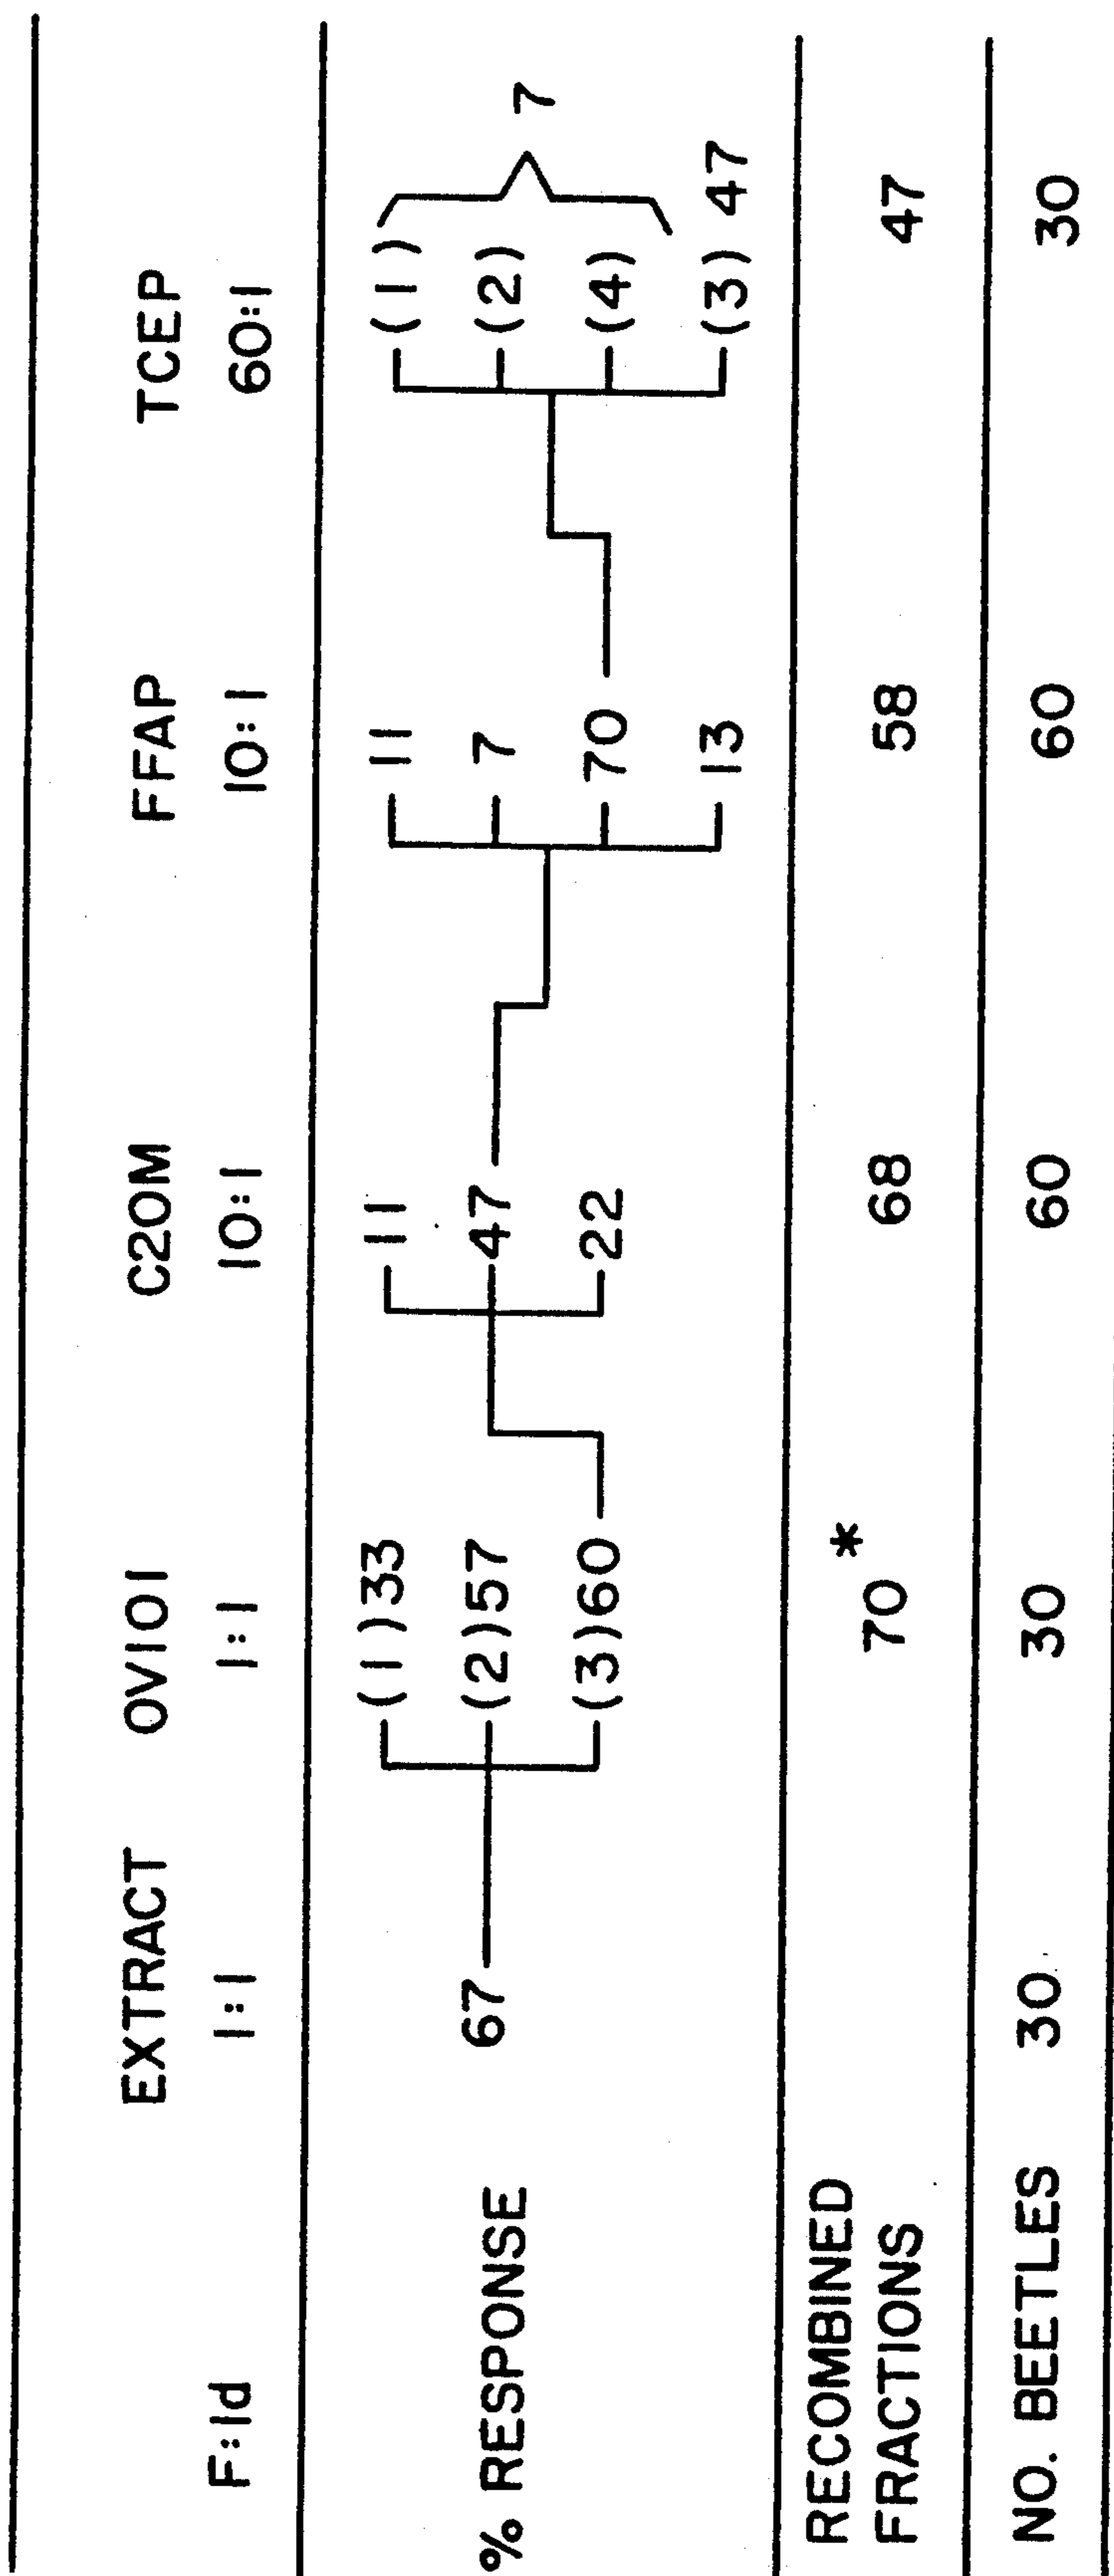 EXTRACT OV101 C20M FFAP TCEP
F:1d 1:1 1:1 10:1 10:1 60:1
(1)33 11 11 (1)
% RESPONSE 67 (2)57 47 7 (2) 7
(3)60 22 70 (4)
13 (3) 47
RECOMBINED
FRACTIONS 70* 68 58 47
NO. BEETLES 30 30 60 60 30